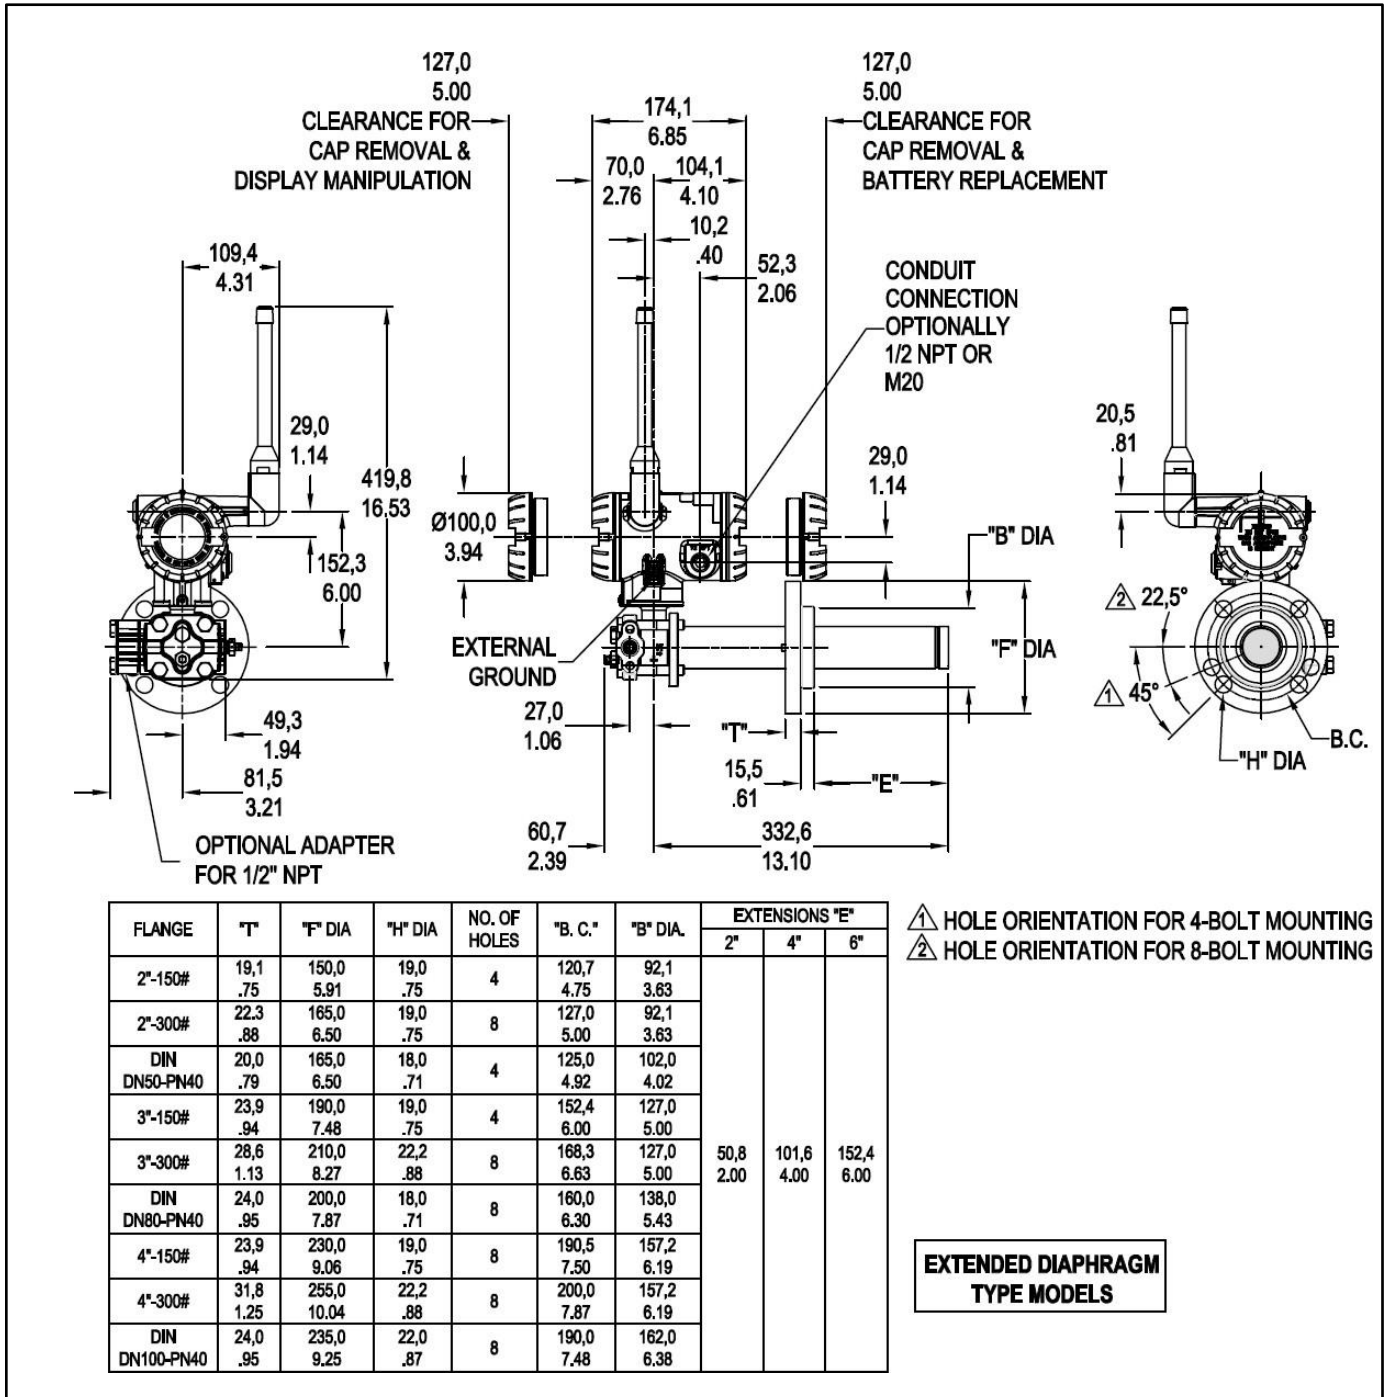 127,0
5.00
CLEARANCE FOR
CAP REMOVAL &
DISPLAY MANIPULATION
174,1
6.85
127,0
5.00
CLEARANCE FOR
CAP REMOVAL &
BATTERY REPLACEMENT
70,0
2.76
104,1
4.10
10,2
.40
52,3
2.06
109,4
4.31
CONDUIT
CONNECTION
OPTIONALLY
1/2 NPT OR
M20
29,0
1.14
419,8
16.53
152,3
6.00
Ø100,0
3.94
29,0
1.14
20,5
.81
"B" DIA
"F" DIA
2 22,5°
1 45°
B.C.
"H" DIA
EXTERNAL
GROUND
27,0
1.06
"T"
15,5
.61
"E"
49,3
1.94
81,5
3.21
60,7
2.39
332,6
13.10
OPTIONAL ADAPTER
FOR 1/2" NPT
FLANGE "T" "F" DIA "H" DIA NO. OF HOLES "B. C." "B" DIA. EXTENSIONS "E"
2" 4" 6"
2"-150# 19,1 150,0 19,0 4 120,7 92,1
.75 5.91 .75 4.75 3.63
2"-300# 22.3 165,0 19,0 8 127,0 92,1
.88 6.50 .75 5.00 3.63
DIN 20,0 165,0 18,0 4 125,0 102,0
DN50-PN40 .79 6.50 .71 4.92 4.02
3"-150# 23,9 190,0 19,0 4 152,4 127,0
.94 7.48 .75 6.00 5.00
3"-300# 28,6 210,0 22,2 8 168,3 127,0 50,8 101,6 152,4
1.13 8.27 .88 6.63 5.00 2.00 4.00 6.00
DIN 24,0 200,0 18,0 8 160,0 138,0
DN80-PN40 .95 7.87 .71 6.30 5.43
4"-150# 23,9 230,0 19,0 8 190,5 157,2
.94 9.06 .75 7.50 6.19
4"-300# 31,8 255,0 22,2 8 200,0 157,2
1.25 10.04 .88 7.87 6.19
DIN 24,0 235,0 22,0 8 190,0 162,0
DN100-PN40 .95 9.25 .87 7.48 6.38
1 HOLE ORIENTATION FOR 4-BOLT MOUNTING
2 HOLE ORIENTATION FOR 8-BOLT MOUNTING
EXTENDED DIAPHRAGM
TYPE MODELS